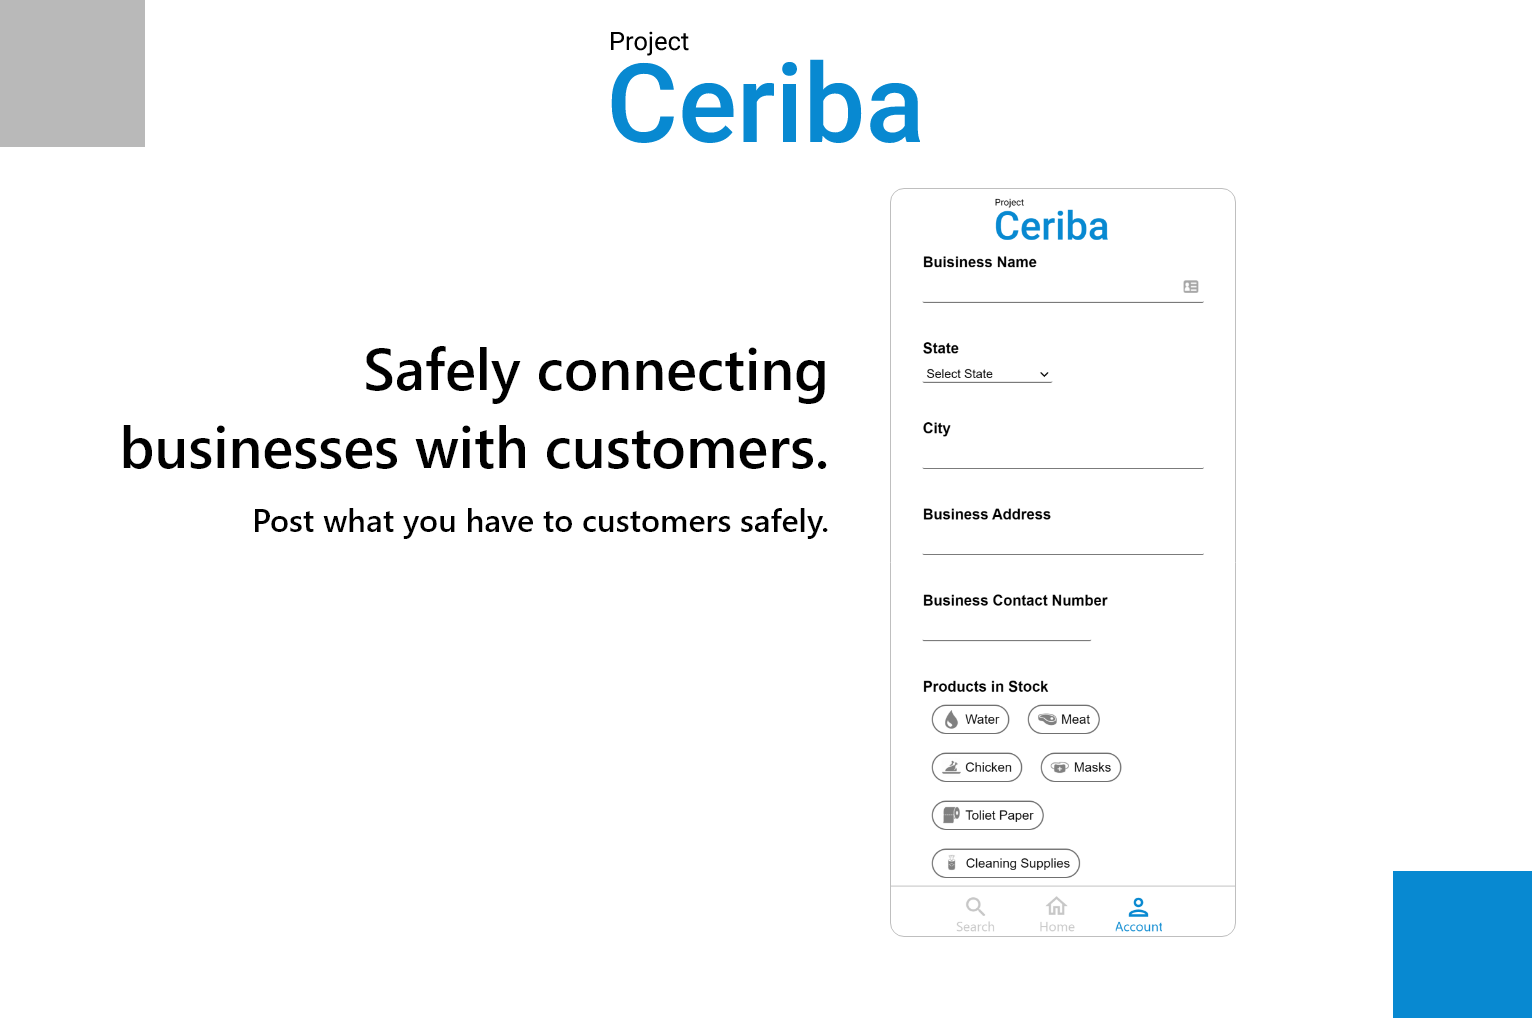 Project
Ceriba
Safely connecting
businesses with customers.
Post what you have to customers safely.
Project
Ceriba
Buisiness Name
State
Select State
City
Business Address
Business Contact Number
Products in Stock
Water
Meat
Chicken
Masks
Toliet Paper
Cleaning Supplies
Search
Home
Account